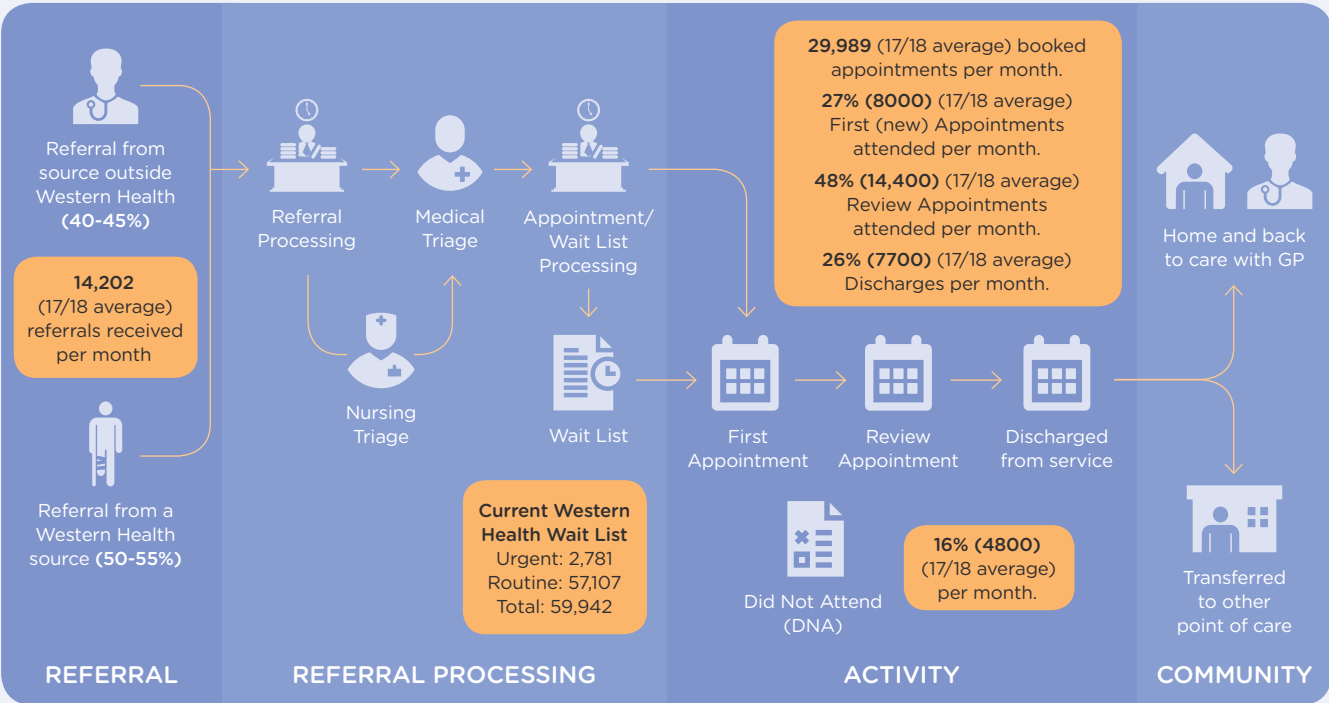 Referral from
source outside
Western Health
(40-45%)
14,202
(17/18 average)
referrals received
per month
Referral from a
Western Health
source (50-55%)
REFERRAL
Referral
Processing
Medical
Triage
Appointment/
Wait List
Processing
Nursing
Triage
Wait List
Current Western
Health Wait List
Urgent: 2,781
Routine: 57,107
Total: 59,942
REFERRAL PROCESSING
29,989 (17/18 average) booked
appointments per month.
27% (8000) (17/18 average)
First (new) Appointments
attended per month.
48% (14,400) (17/18 average)
Review Appointments
attended per month.
26% (7700) (17/18 average)
Discharges per month.
First
Appointment
Review
Appointment
Discharged
from service
Did Not Attend
(DNA)
16% (4800)
(17/18 average)
per month.
ACTIVITY
Home and back
to care with GP
Transferred
to other
point of care
COMMUNITY